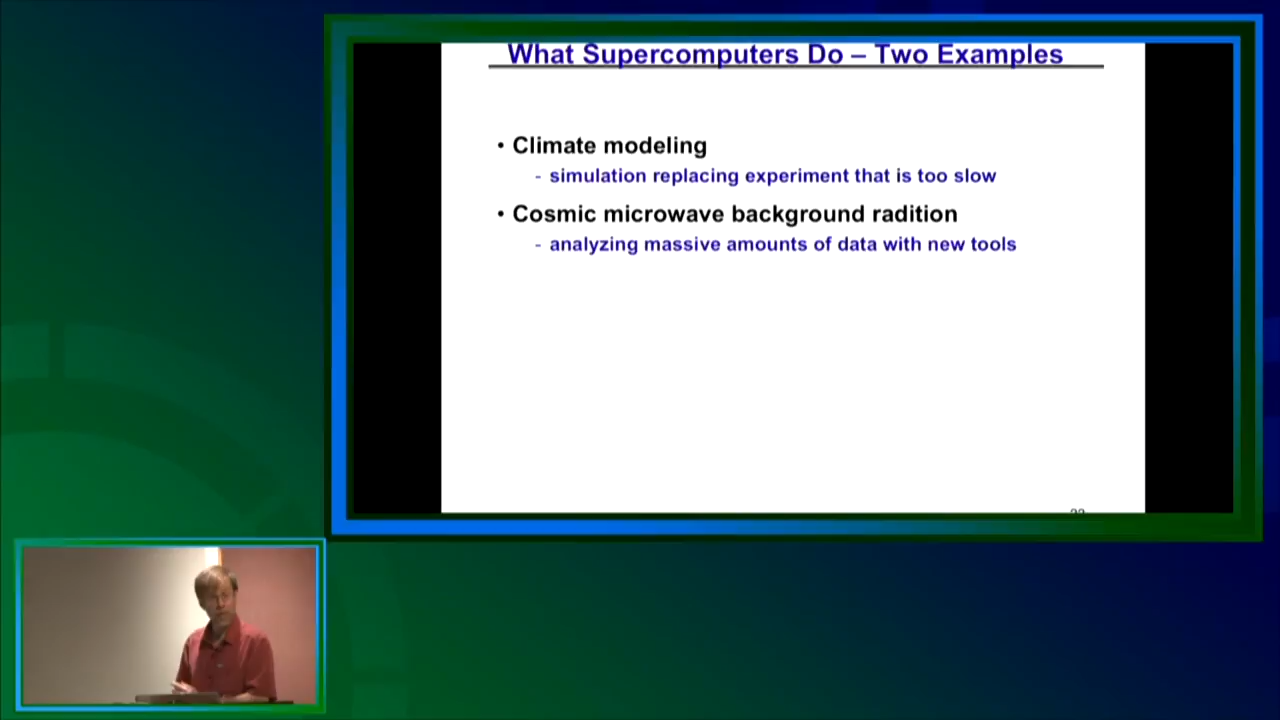 What Supercomputers Do – Two Examples
• Climate modeling
- simulation replacing experiment that is too slow
• Cosmic microwave background radition
- analyzing massive amounts of data with new tools